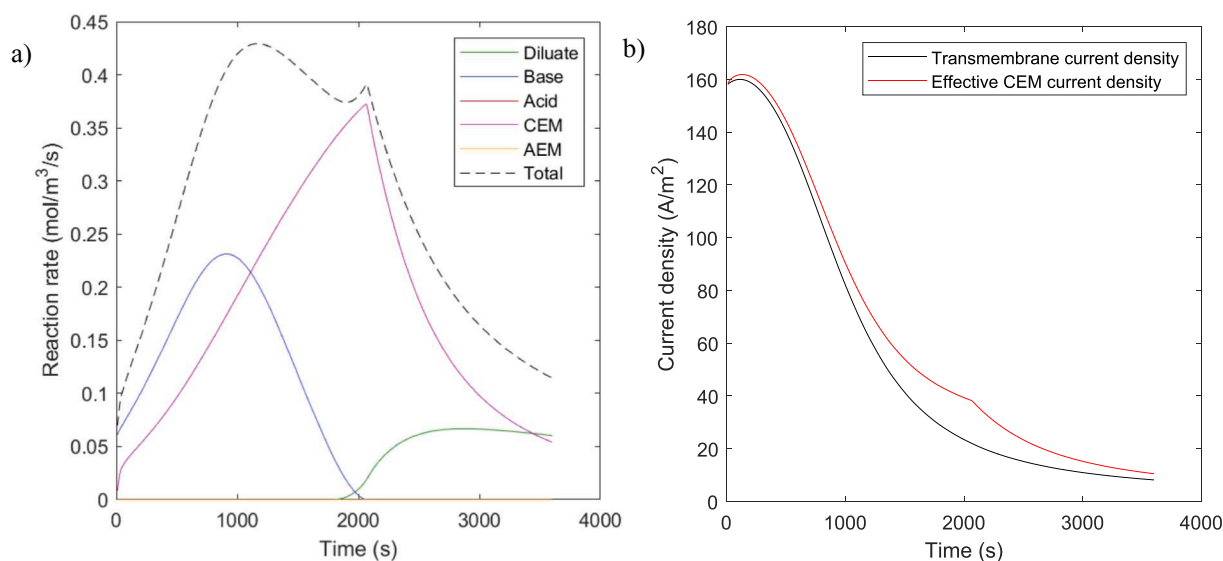 a)
Reaction rate (mol/m³/s)
0.45
0.4
0.35
0.3
0.25
0.2
0.15
0.1
0.05
0
0 1000 2000 3000 4000
Time (s)
Diluate
Base
Acid
CEM
AEM
Total
b)
Current density (A/m²)
180
160
140
120
100
80
60
40
20
0
0 1000 2000 3000 4000
Time (s)
Transmembrane current density
Effective CEM current density